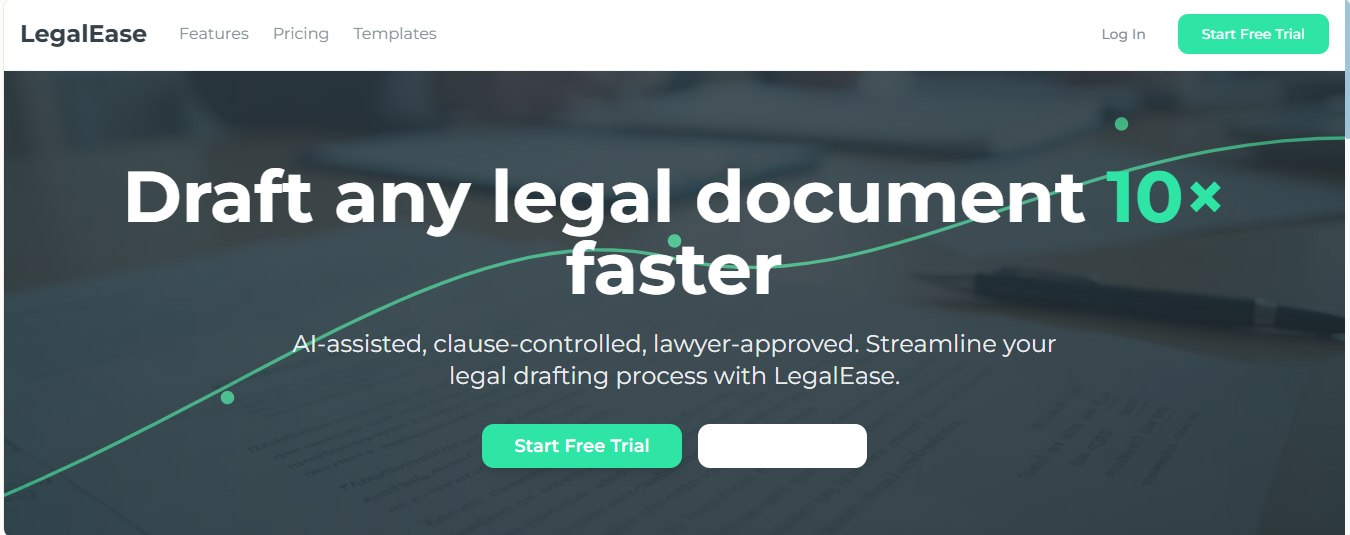 LegalEase
Features
Pricing
Templates
Log In
Start Free Trial
Draft any legal document 10×
faster
AI-assisted, clause-controlled, lawyer-approved. Streamline your
legal drafting process with LegalEase.
Start Free Trial